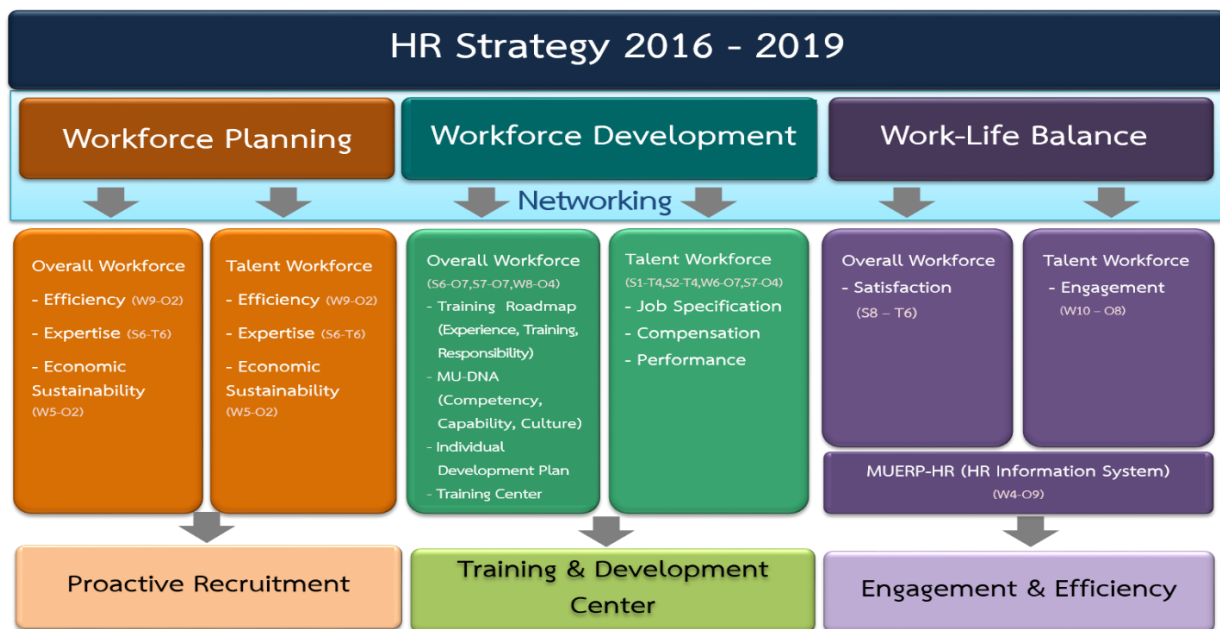 HR Strategy 2016 - 2019
Workforce Planning
Workforce Development
Work-Life Balance
Networking
Overall Workforce
- Efficiency (W9-O2)
- Expertise (S6-T6)
- Economic
Sustainability
(W5-O2)
Talent Workforce
- Efficiency (W9-O2)
- Expertise (S6-T6)
- Economic
Sustainability
(W5-O2)
Overall Workforce
(S6-O7,S7-O7,W8-O4)
- Training Roadmap
(Experience, Training,
Responsibility)
- MU-DNA
(Competency,
Capability, Culture)
- Individual
Development Plan
- Training Center
Talent Workforce
(S1-T4,S2-T4,W6-O7,S7-O4)
- Job Specification
- Compensation
- Performance
Overall Workforce
- Satisfaction
(S8 – T6)
Talent Workforce
- Engagement
(W10 – O8)
MUERP-HR (HR Information System)
(W4-O9)
Proactive Recruitment
Training & Development
Center
Engagement & Efficiency